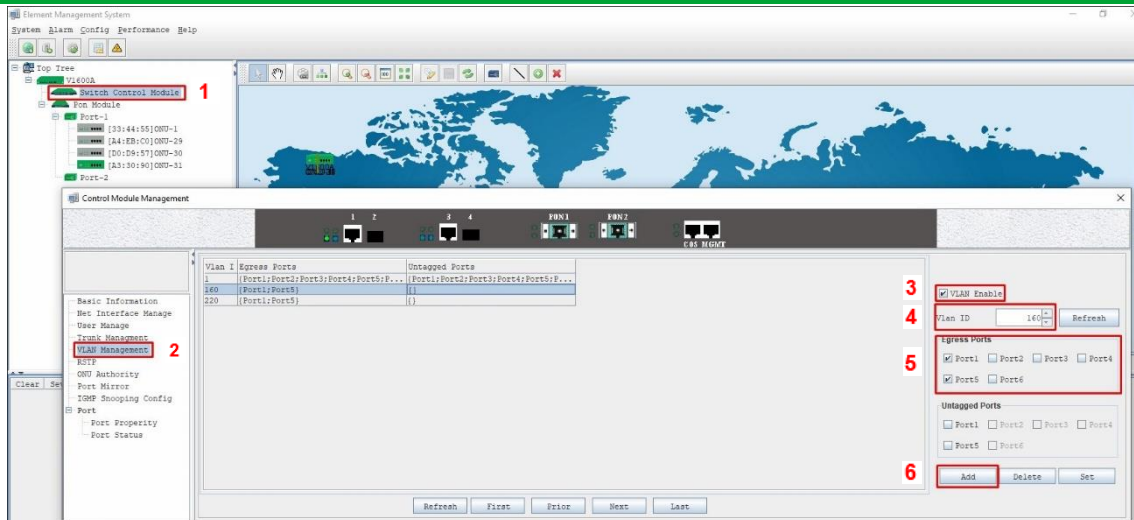 Element Management System
System Alarm Config Performance Help
Top Tree
V1600A
Switch Control Module 1
Pon Module
Port-1
[33:44:55]ONU-1
[A4:EB:C0]ONU-29
[D0:D9:57]ONU-30
[A3:30:90]ONU-31
Port-2
Control Module Management
1 2 3 4 PON1 PON2
COS MGMT
Vlan I Egress Ports Untagged Ports
1 {Port1;Port2;Port3;Port4;Port5;P... {Port1;Port2;Port3;Port4;Port5;P...
160 {Port1;Port5} {}
220 {Port1;Port5} {}
Basic Information
Net Interface Manage
User Manage
Trunk Managment
VLAN Management 2
RSTP
ONU Authority
Port Mirror
IGMP Snooping Config
Port
Port Properity
Port Status
Clear
3 VLAN Enable
4 Vlan ID 160 Refresh
Egress Ports
5
Port1 Port2 Port3 Port4
Port5 Port6
Untagged Ports
Port1 Port2 Port3 Port4
Port5 Port6
6 Add Delete Set
Refresh First Prior Next Last